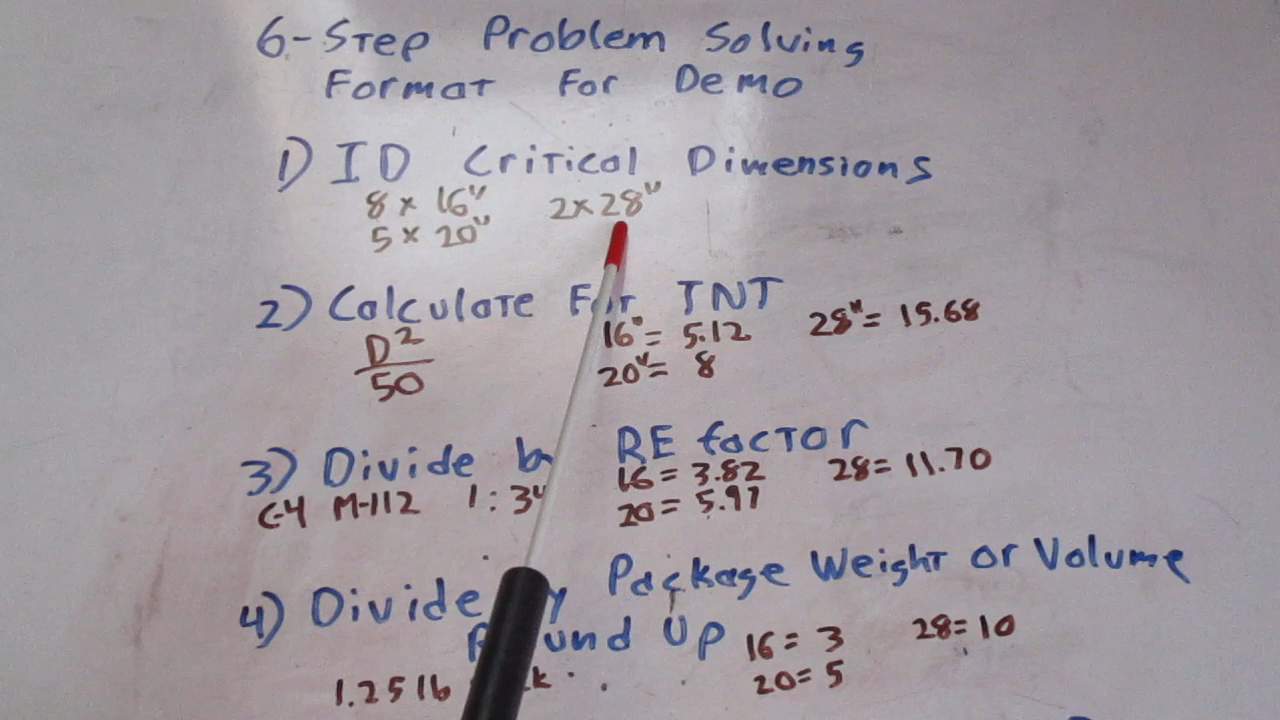 6-Step Problem Solving
Format For Demo
1) ID Critical Dimensions
8 x 16" 2x28"
5 x 20"
2) Calculate For TNT
D²/50 16"= 5.12 28"= 15.68
20"= 8
3) Divide RE factor
C-4 M-112 1:34 16 = 3.82 28= 11.70
20= 5.97
4) Divide Package Weight or Volume
Up 16 = 3 28= 10
1.25 lb 20= 5